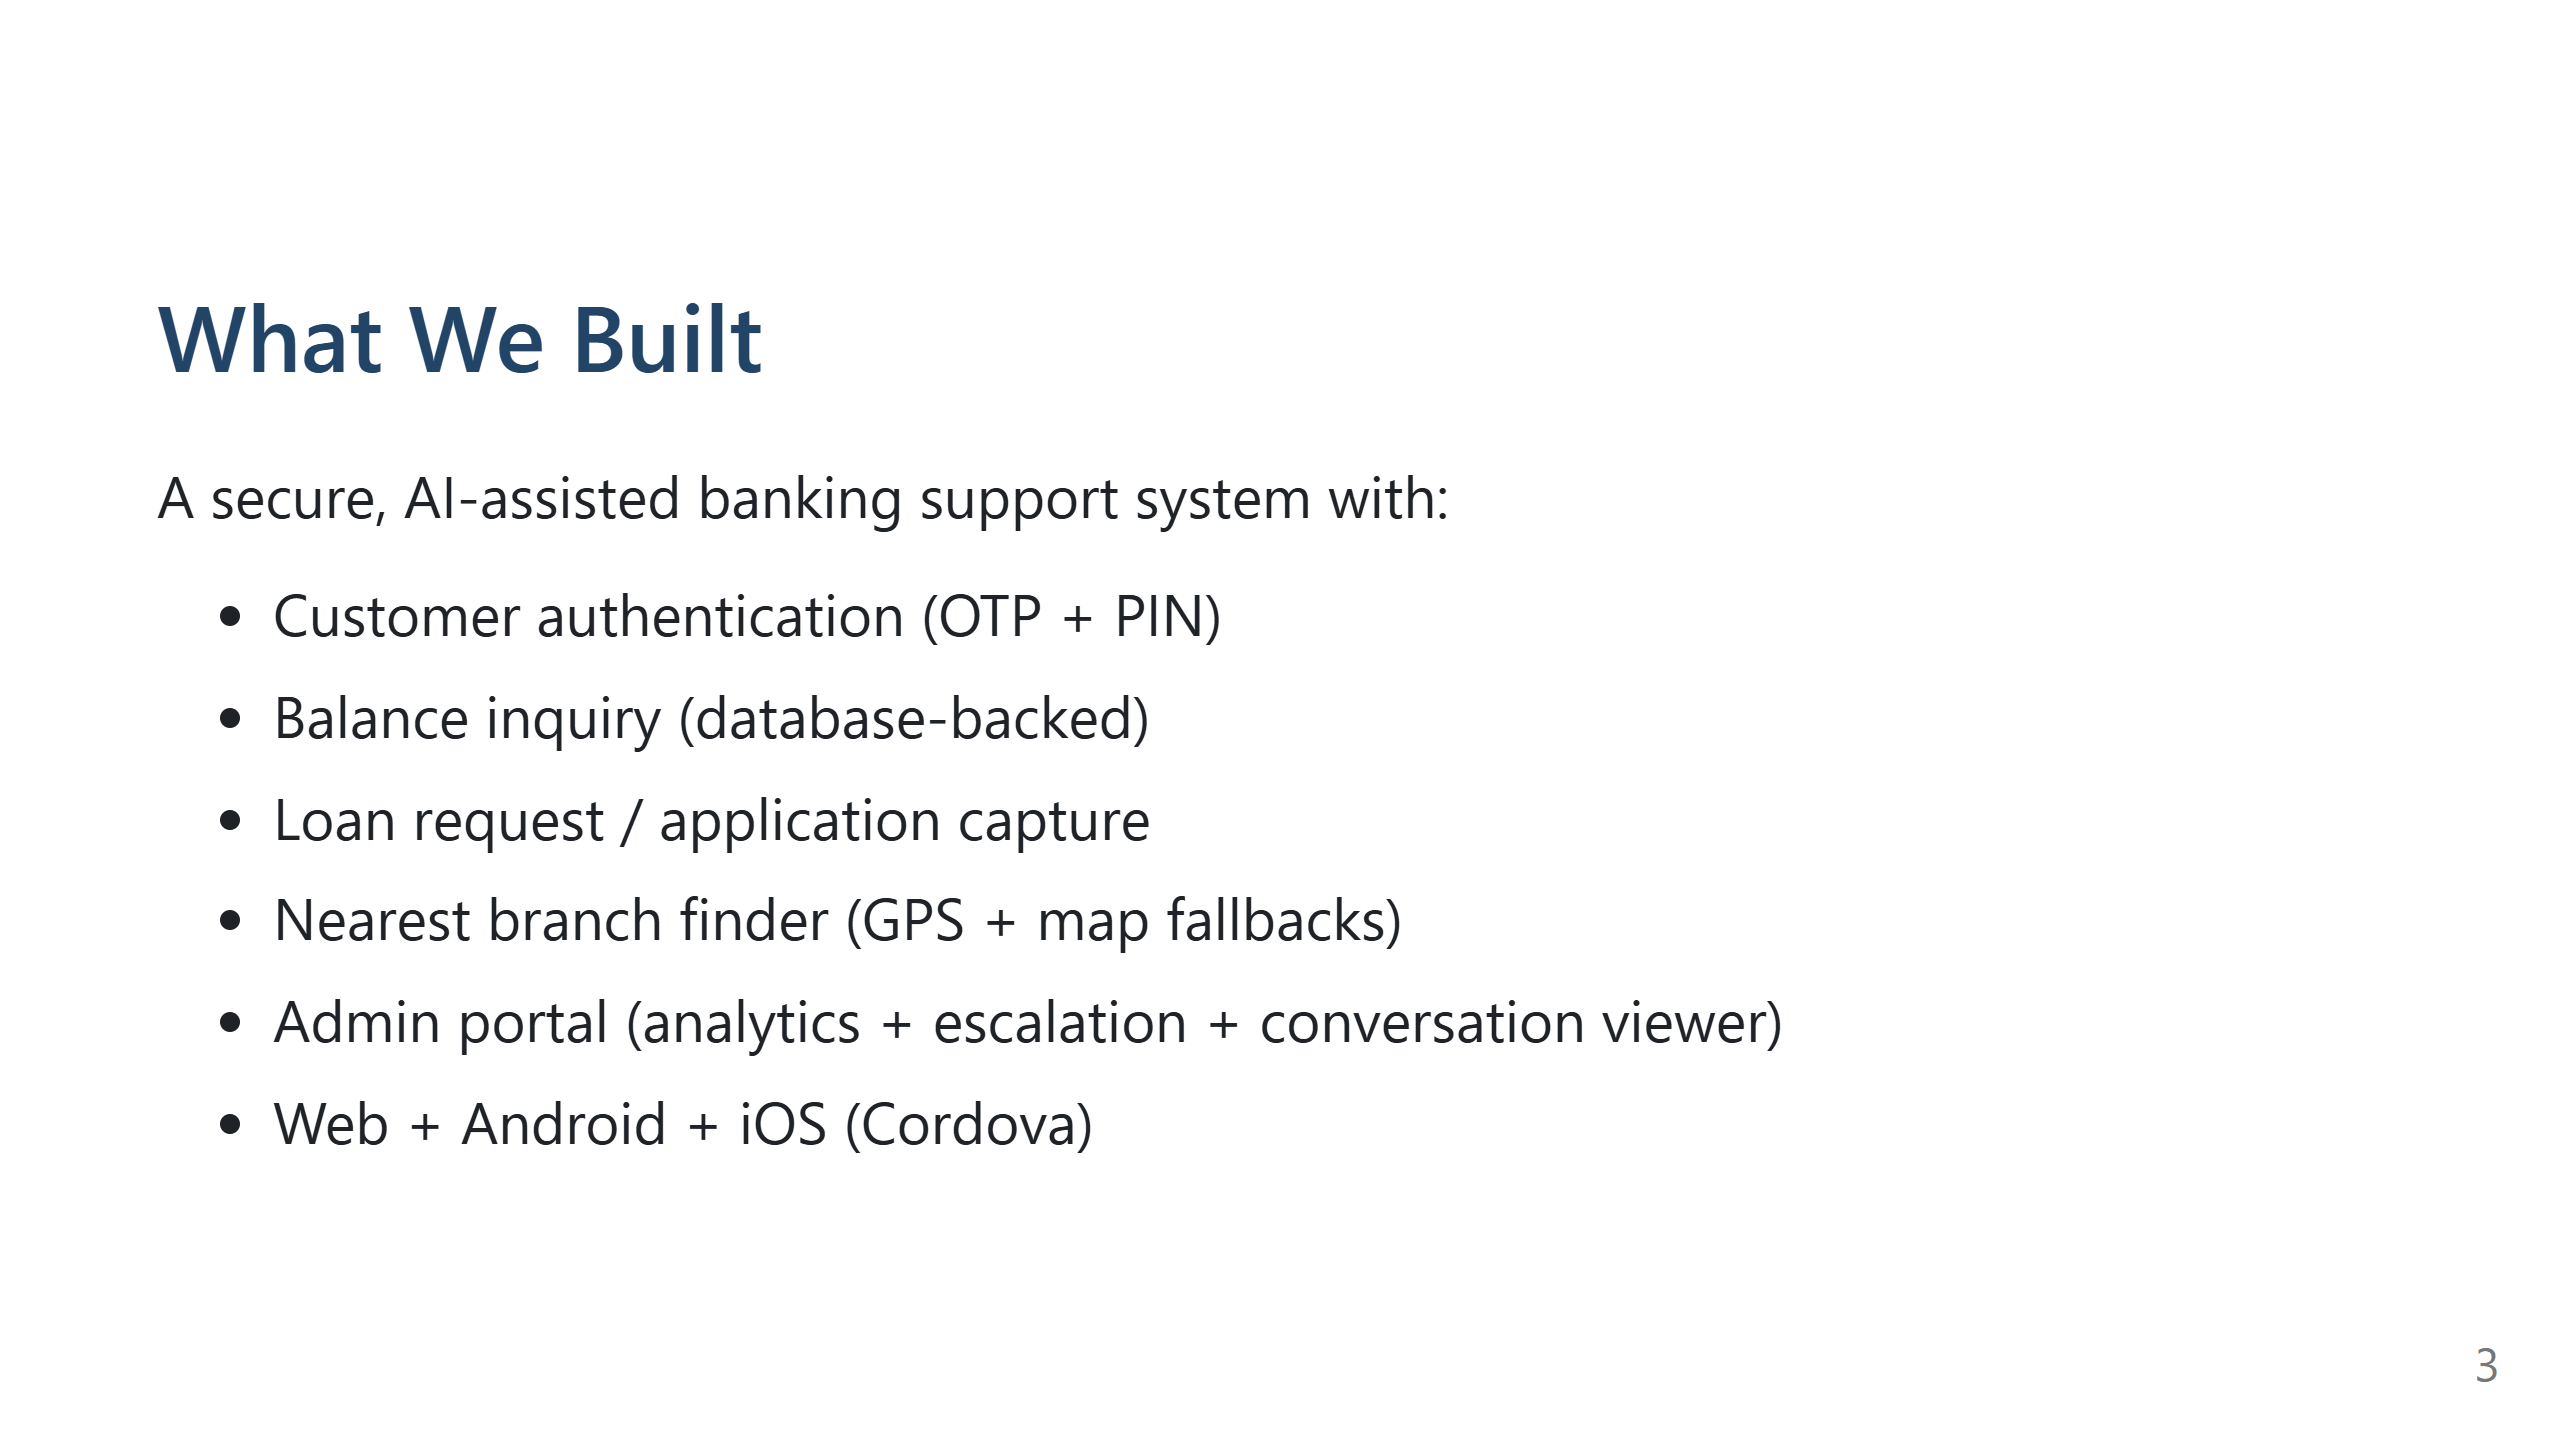 What We Built
A secure, AI-assisted banking support system with:
• Customer authentication (OTP + PIN)
• Balance inquiry (database-backed)
• Loan request / application capture
• Nearest branch finder (GPS + map fallbacks)
• Admin portal (analytics + escalation + conversation viewer)
• Web + Android + iOS (Cordova)
3